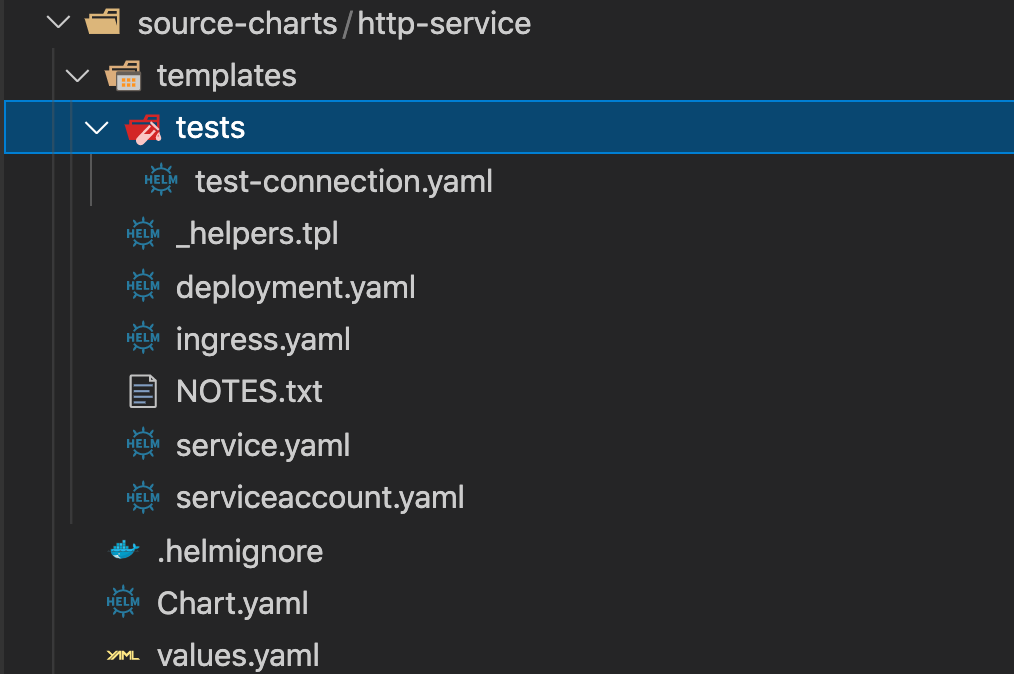 source-charts/http-service
templates
tests
HELM test-connection.yaml
HELM _helpers.tpl
HELM deployment.yaml
HELM ingress.yaml
NOTES.txt
HELM service.yaml
HELM serviceaccount.yaml
.helmignore
HELM Chart.yaml
YAML values.yaml